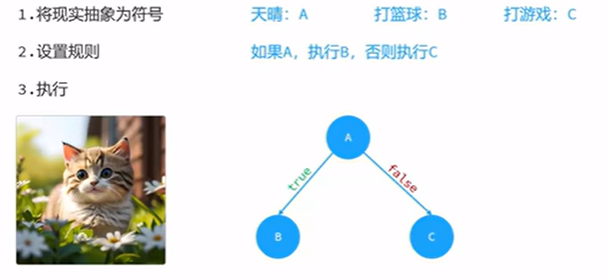 1.将现实抽象为符号 天晴：A 打篮球：B 打游戏：C
2.设置规则 如果A，执行B，否则执行C
3.执行
A
true false
B C